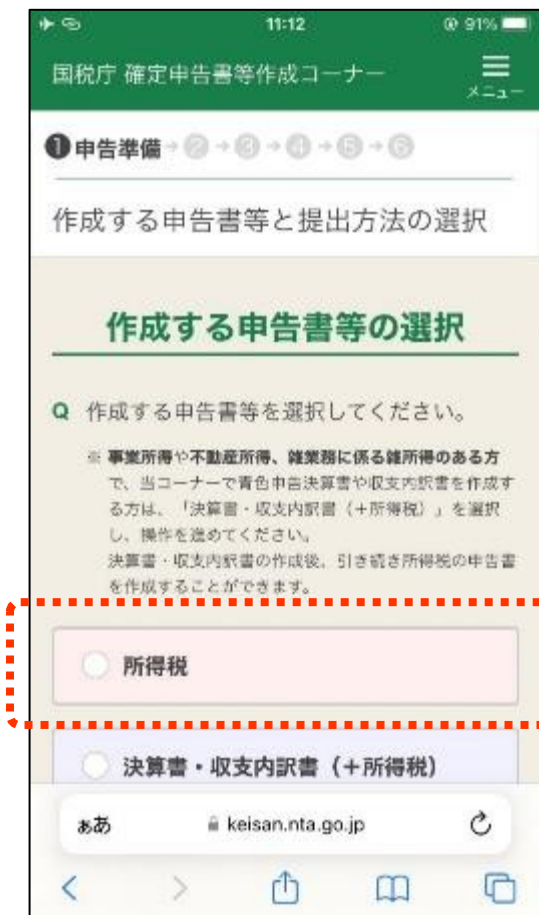 11:12
91%
国税庁 確定申告書等作成コーナー
メニュー
❶申告準備→②→③→④→⑤→⑥
作成する申告書等と提出方法の選択
作成する申告書等の選択
Q 作成する申告書等を選択してください。
※ 事業所得や不動産所得、雑業務に係る雑所得のある方
で、当コーナーで青色申告決算書や収支内訳書を作成す
る方は、「決算書・収支内訳書（＋所得税）」を選択
し、操作を進めてください。
決算書・収支内訳書の作成後、引き続き所得税の申告書
を作成することができます。
所得税
決算書・収支内訳書（＋所得税）
ぁあ
keisan.nta.go.jp